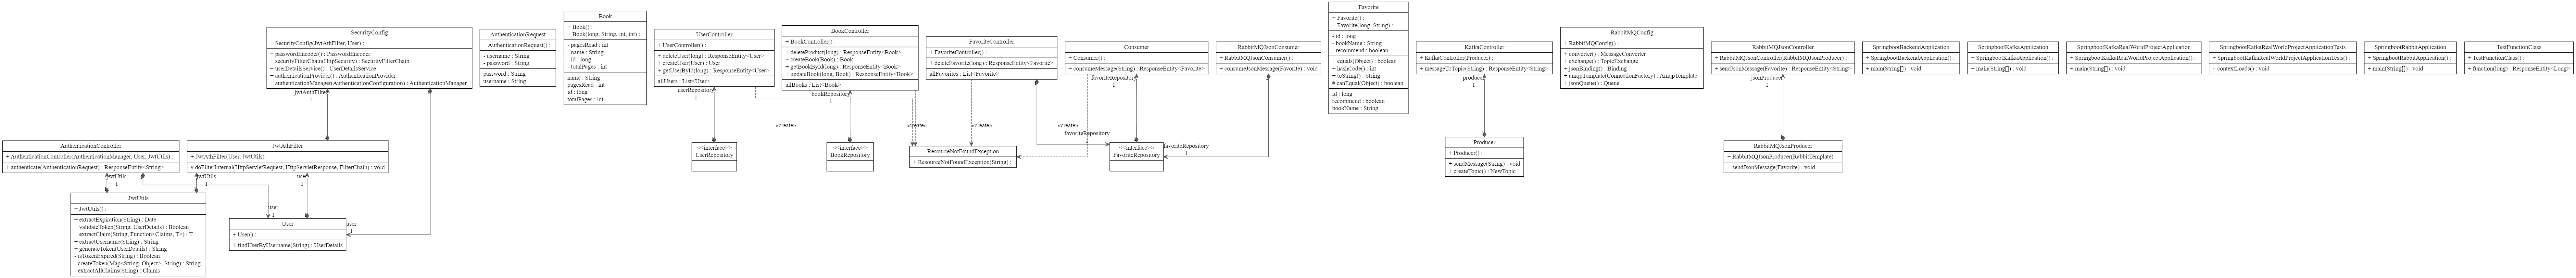 SecurityConfig
+ SecurityConfig(JwtAthFilter, User) :
+ passwordEncoder() : PasswordEncoder
+ securityFilterChain(HttpSecurity) : SecurityFilterChain
+ userDetailsService() : UserDetailsService
+ authenticationProvider() : AuthenticationProvider
+ authenticationManager(AuthenticationConfiguration) : AuthenticationManager
jwtAthFilter
1
AuthenticationRequest
+ AuthenticationRequest() :
- username : String
- password : String
password : String
username : String
Book
+ Book() :
+ Book(long, String, int, int) :
- pagesRead : int
- name : String
- id : long
- totalPages : int
name : String
pagesRead : int
id : long
totalPages : int
UserController
+ UserController() :
+ deleteUser(long) : ResponseEntity<User>
+ createUser(User) : User
+ getUserById(long) : ResponseEntity<User>
allUsers : List<User>
userRepository
1
BookController
+ BookController() :
+ deleteProduct(long) : ResponseEntity<Book>
+ createBook(Book) : Book
+ getBookById(long) : ResponseEntity<Book>
+ updateBook(long, Book) : ResponseEntity<Book>
allBooks : List<Book>
bookRepository
1
FavoriteController
+ FavoriteController() :
+ deleteFavorite(long) : ResponseEntity<Favorite>
allFavorites : List<Favorite>
Consumer
+ Consumer() :
+ consumeMessage(String) : ResponseEntity<Favorite>
favoriteRepository
1
RabbitMQJsonConsumer
+ RabbitMQJsonConsumer() :
+ consumeJsonMessage(Favorite) : void
Favorite
+ Favorite() :
+ Favorite(long, String) :
- id : long
- bookName : String
- recommend : boolean
+ equals(Object) : boolean
+ hashCode() : int
+ toString() : String
# canEqual(Object) : boolean
id : long
recommend : boolean
bookName : String
KafkaController
+ KafkaController(Producer) :
+ messageToTopic(String) : ResponseEntity<String>
producer
1
RabbitMQConfig
+ RabbitMQConfig() :
+ converter() : MessageConverter
+ exchange() : TopicExchange
+ jsonBinding() : Binding
+ amqpTemplate(ConnectionFactory) : AmqpTemplate
+ jsonQueue() : Queue
RabbitMQJsonController
+ RabbitMQJsonController(RabbitMQJsonProducer) :
+ sendJsonMessage(Favorite) : ResponseEntity<String>
jsonProducer
1
SpringbootBackendApplication
+ SpringbootBackendApplication() :
+ main(String[]) : void
SpringbootKafkaApplication
+ SpringbootKafkaApplication() :
+ main(String[]) : void
SpringbootKafkaRealWorldProjectApplication
+ SpringbootKafkaRealWorldProjectApplication() :
+ main(String[]) : void
SpringbootKafkaRealWorldProjectApplicationTests
+ SpringbootKafkaRealWorldProjectApplicationTests() :
+ contextLoads() : void
SpringbootRabbitApplication
+ SpringbootRabbitApplication() :
+ main(String[]) : void
TestFunctionClass
+ TestFunctionClass() :
+ function(long) : ResponseEntity<Long>
«create»
«create»
«create»
«create»
favoriteRepository
1
favoriteRepository
1
AuthenticationController
+ AuthenticationController(AuthenticationManager, User, JwtUtils) :
+ authenticate(AuthenticationRequest) : ResponseEntity<String>
jwtUtils
1
JwtAthFilter
+ JwtAthFilter(User, JwtUtils) :
# doFilterInternal(HttpServletRequest, HttpServletResponse, FilterChain) : void
jwtUtils
1
user
1
<<interface>>
UserRepository
<<interface>>
BookRepository
ResouceNotFoundException
+ ResouceNotFoundException(String) :
<<interface>>
FavoriteRepository
Producer
+ Producer() :
+ sendMessage(String) : void
+ createTopic() : NewTopic
RabbitMQJsonProducer
+ RabbitMQJsonProducer(RabbitTemplate) :
+ sendJsonMessage(Favorite) : void
JwtUtils
+ JwtUtils() :
+ extractExpiration(String) : Date
+ validateToken(String, UserDetails) : Boolean
+ extractClaim(String, Function<Claims, T>) : T
+ extractUsername(String) : String
+ generateToken(UserDetails) : String
- isTokenExpired(String) : Boolean
- createToken(Map<String, Object>, String) : String
- extractAllClaims(String) : Claims
user
1
User
+ User() :
+ findUserByUsername(String) : UserDetails
user
1